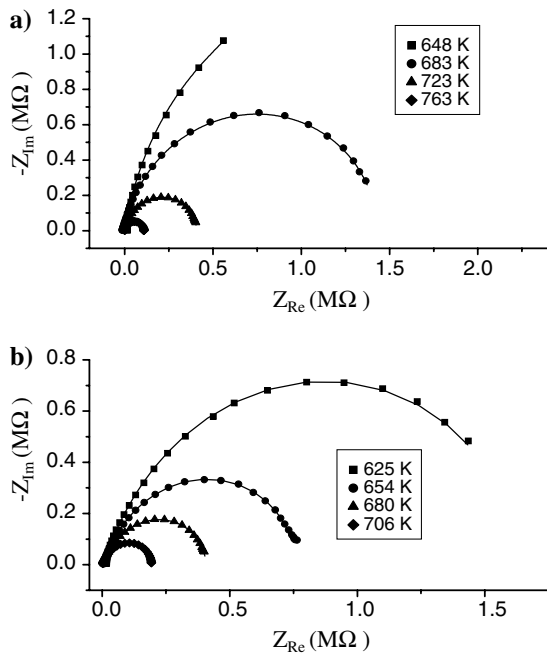 a)
1.2
1.0
0.8
0.6
0.4
0.2
0.0
-Z_Im (MΩ)
648 K
683 K
723 K
763 K
0.0 0.5 1.0 1.5 2.0
Z_Re (MΩ)
b)
0.8
0.6
0.4
0.2
0.0
-Z_Im (MΩ)
625 K
654 K
680 K
706 K
0.0 0.5 1.0 1.5
Z_Re (MΩ)